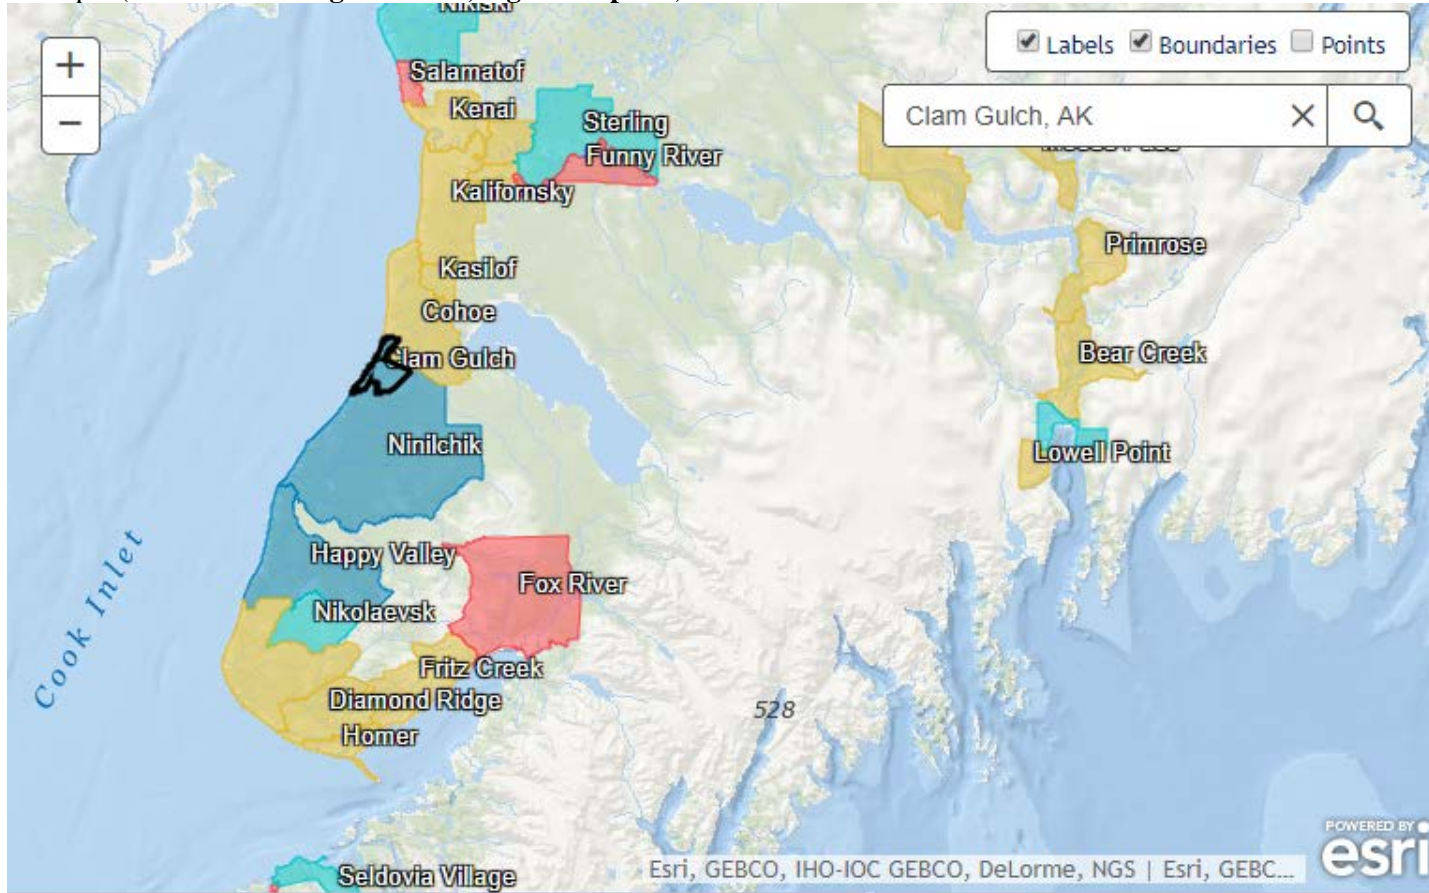 Nikiski
Labels Boundaries Points
Salamatof
Kenai
Clam Gulch, AK
Sterling
Funny River
Kalifornsky
Primrose
Kasilof
Cohoe
Clam Gulch
Bear Creek
Ninilchik
Lowell Point
Happy Valley
Fox River
Cook Inlet
Nikolaevsk
Fritz Creek
Diamond Ridge
528
Homer
POWERED BY
esri
Seldovia Village
Esri, GEBCO, IHO-IOC GEBCO, DeLorme, NGS | Esri, GEBC...